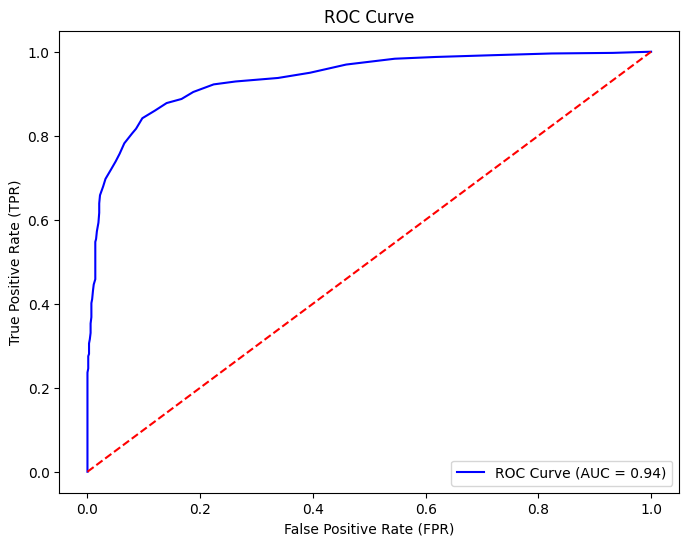 ROC Curve
True Positive Rate (TPR)
1.0
0.8
0.6
0.4
0.2
0.0
ROC Curve (AUC = 0.94)
0.0 0.2 0.4 0.6 0.8 1.0
False Positive Rate (FPR)